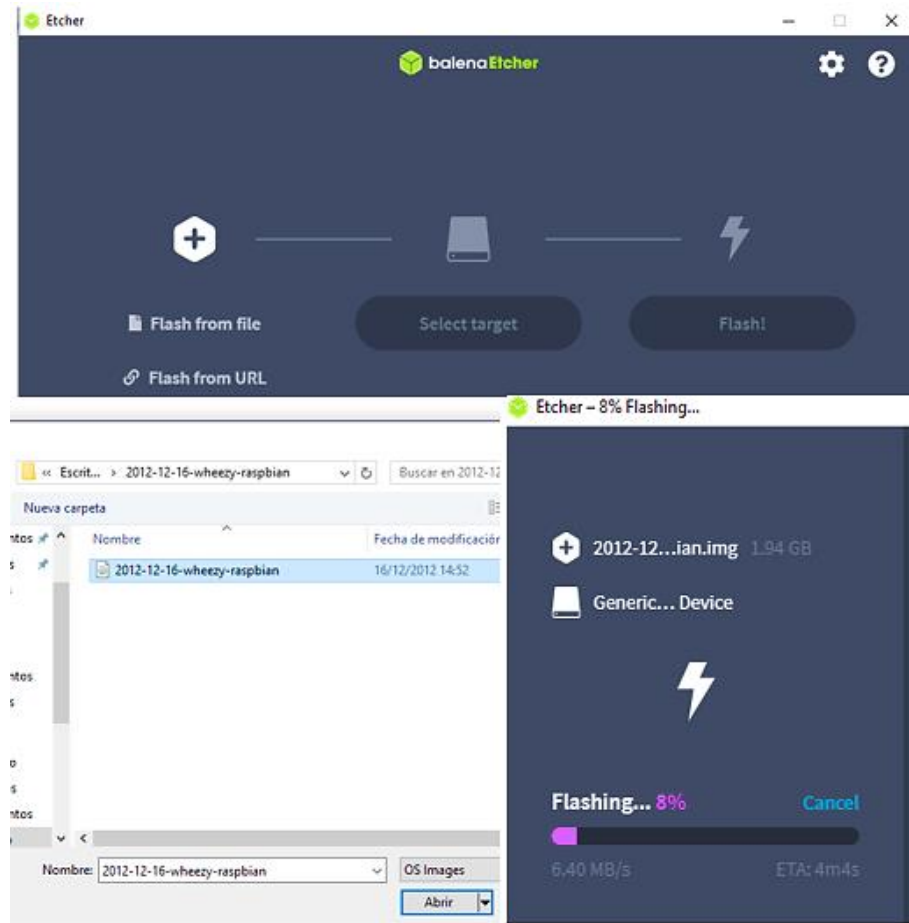 Etcher
balenaEtcher
Flash from file
Select target
Flash!
Flash from URL
« Escrit... > 2012-12-16-wheezy-raspbian
Buscar en 2012-12
Nueva carpeta
ntos
Nombre
Fecha de modificación
s
2012-12-16-wheezy-raspbian
16/12/2012 14:52
ntos
s
o
s
ntos
Nombre: 2012-12-16-wheezy-raspbian
OS Images
Abrir
Etcher – 8% Flashing...
2012-12...ian.img 1.94 GB
Generic... Device
Flashing... 8%
Cancel
6.40 MB/s
ETA: 4m4s